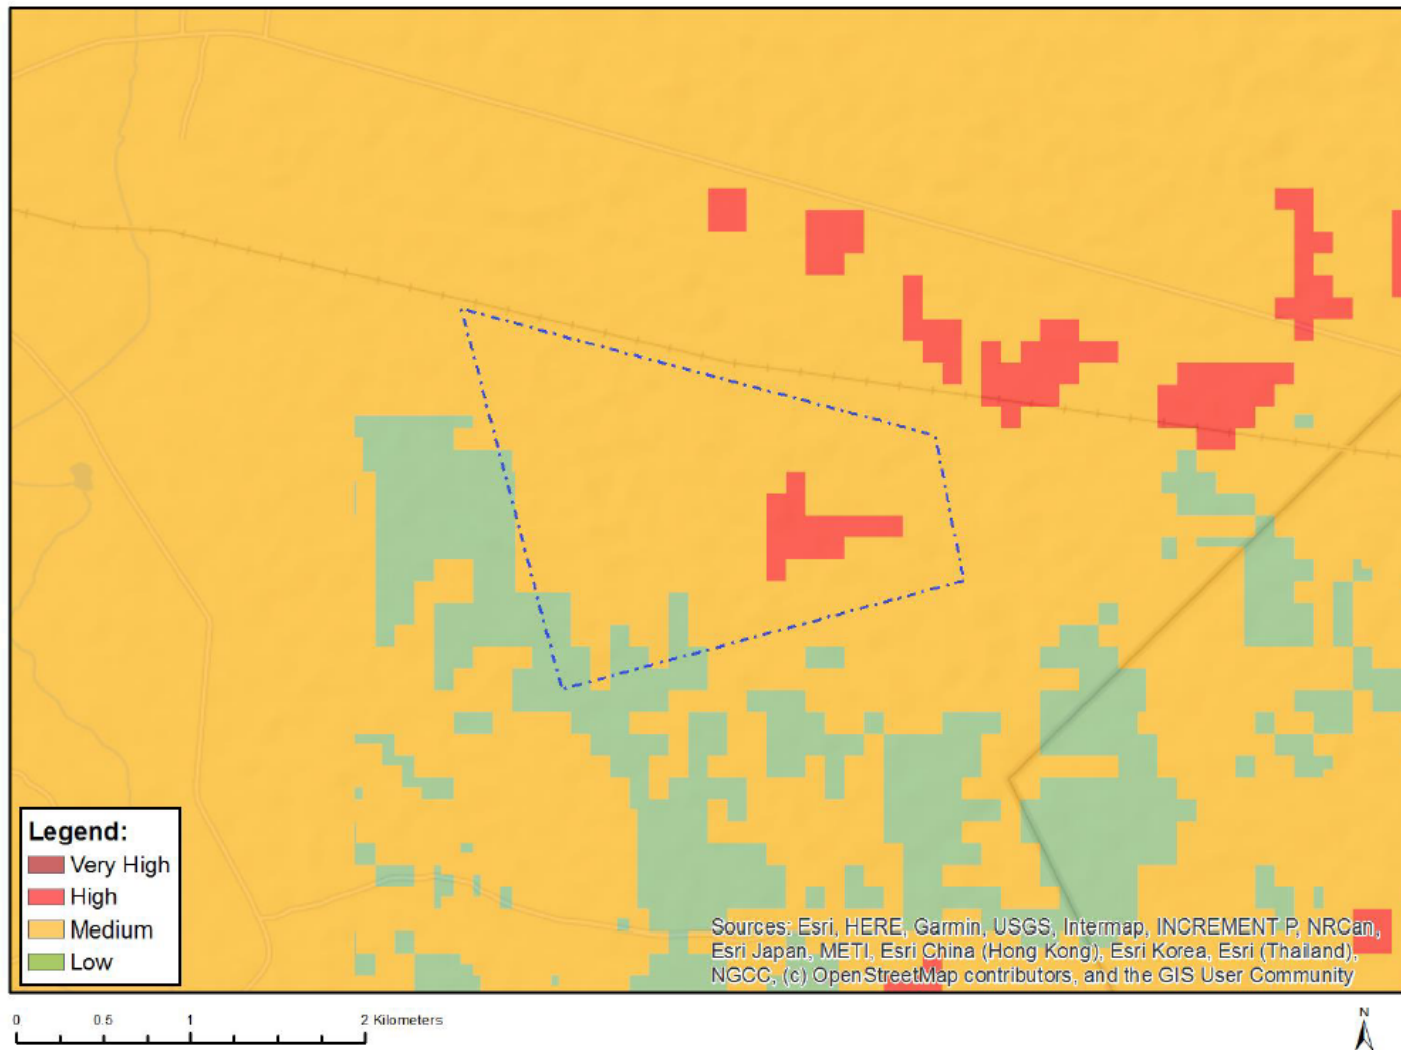 Legend:
Very High
High
Medium
Low
Sources: Esri, HERE, Garmin, USGS, Intermap, INCREMENT P, NRCan,
Esri Japan, METI, Esri China (Hong Kong), Esri Korea, Esri (Thailand),
NGCC, (c) OpenStreetMap contributors, and the GIS User Community
0 0.5 1 2 Kilometers
N